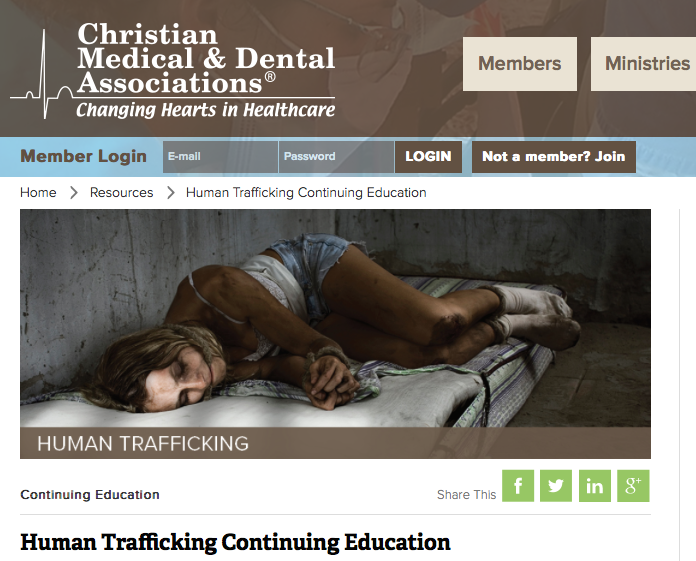 Christian
Medical & Dental
Associations®
Changing Hearts in Healthcare
Members
Ministries
Member Login
E-mail
Password
LOGIN
Not a member? Join
Home > Resources > Human Trafficking Continuing Education
HUMAN TRAFFICKING
Continuing Education
Share This
f
in
g+
Human Trafficking Continuing Education